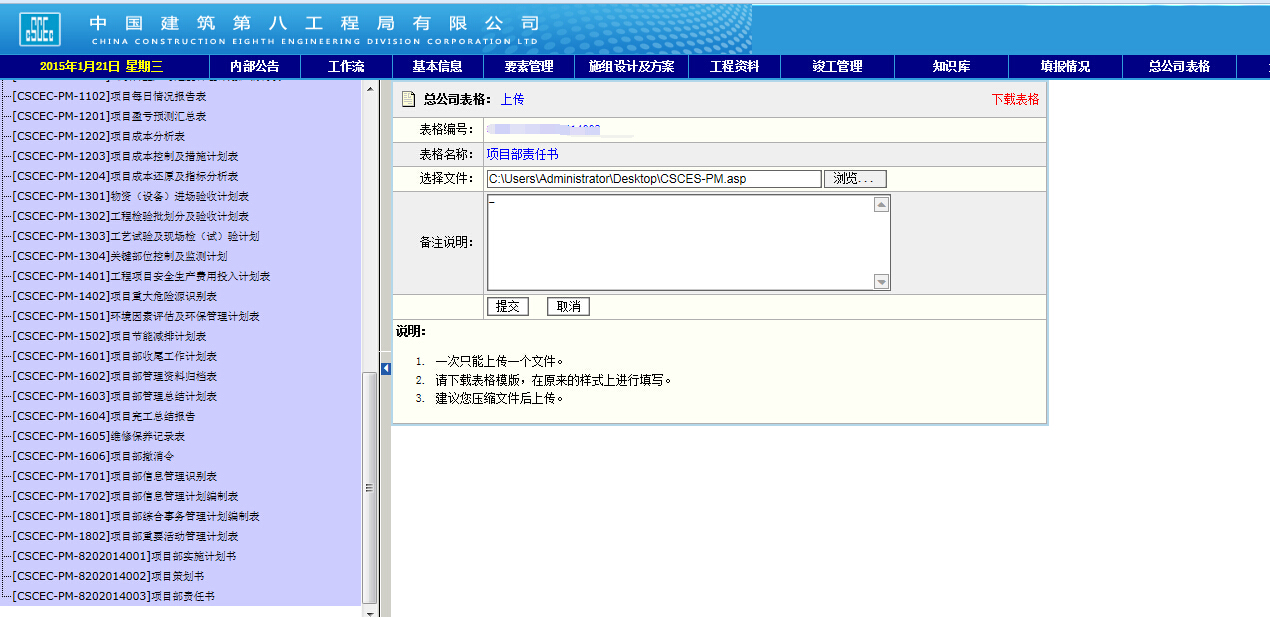 中国建筑第八工程局有限公司
CHINA CONSTRUCTION EIGHTH ENGINEERING DIVISION CORPORATION LTD
2015年1月21日 星期三 内部公告 工作流 基本信息 要素管理 施组设计及方案 工程资料 竣工管理 知识库 填报情况 总公司表格
[CSCEC-PM-1102]项目每日情况报告表
[CSCEC-PM-1201]项目盈亏预测汇总表
[CSCEC-PM-1202]项目成本分析表
[CSCEC-PM-1203]项目成本控制及措施计划表
[CSCEC-PM-1204]项目成本还原及指标分析表
[CSCEC-PM-1301]物资（设备）进场验收计划表
[CSCEC-PM-1302]工程检验批划分及验收计划表
[CSCEC-PM-1303]工艺试验及现场检（试）验计划
[CSCEC-PM-1304]关键部位控制及监测计划
[CSCEC-PM-1401]工程项目安全生产费用投入计划表
[CSCEC-PM-1402]项目重大危险源识别表
[CSCEC-PM-1501]环境因素评估及环保管理计划表
[CSCEC-PM-1502]项目节能减排计划表
[CSCEC-PM-1601]项目部收尾工作计划表
[CSCEC-PM-1602]项目部管理资料归档表
[CSCEC-PM-1603]项目部管理总结计划表
[CSCEC-PM-1604]项目完工总结报告
[CSCEC-PM-1605]维修保养记录表
[CSCEC-PM-1606]项目部撤消令
[CSCEC-PM-1701]项目部信息管理识别表
[CSCEC-PM-1702]项目部信息管理计划编制表
[CSCEC-PM-1801]项目部综合事务管理计划编制表
[CSCEC-PM-1802]项目部重要活动管理计划表
[CSCEC-PM-8202014001]项目部实施计划书
[CSCEC-PM-8202014002]项目策划书
[CSCEC-PM-8202014003]项目部责任书
总公司表格： 上传 下载表格
表格编号：
表格名称： 项目部责任书
选择文件： C:\Users\Administrator\Desktop\CSCES-PM.asp 浏览...
备注说明：
提交 取消
说明：
1. 一次只能上传一个文件。
2. 请下载表格模版，在原来的样式上进行填写。
3. 建议您压缩文件后上传。